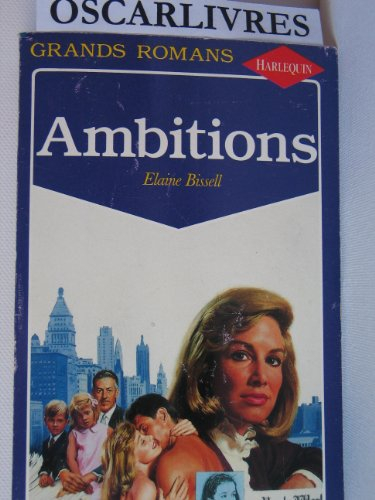 OSCARLIVRES
GRANDS ROMANS
HARLEQUIN
Ambitions
Elaine Bissell